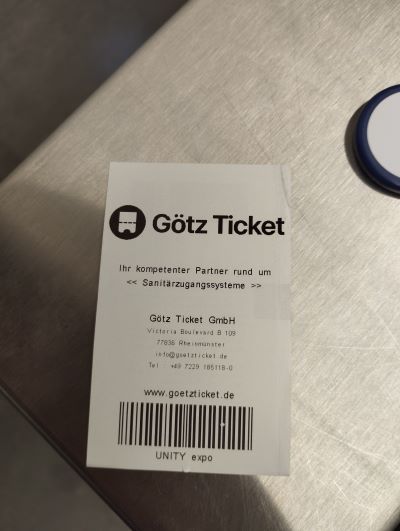 Götz Ticket
Ihr kompetenter Partner rund um
<< Sanitärzugangssysteme >>
Götz Ticket GmbH
Victoria Boulevard B 109
77836 Rheinmünster
info@goetzticket.de
Tel : +49 7229 185118-0
www.goetzticket.de
UNITY expo